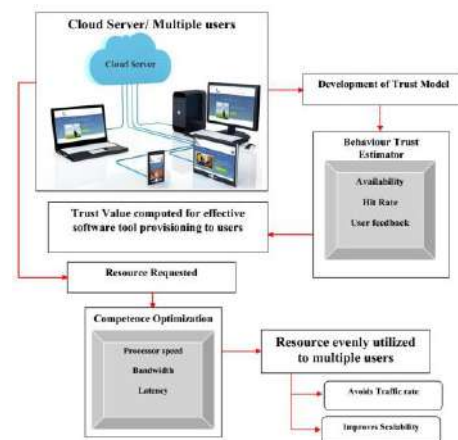 Cloud Server/ Multiple users
Cloud Server
Development of Trust Model
Behaviour Trust
Estimator
Availability
Hit Rate
User feedback
Trust Value computed for effective
software tool provisioning to users
Resource Requested
Competence Optimization
Processor speed
Bandwidth
Latency
Resource evenly utilized
to multiple users
Avoids Traffic rate
Improves Scalability